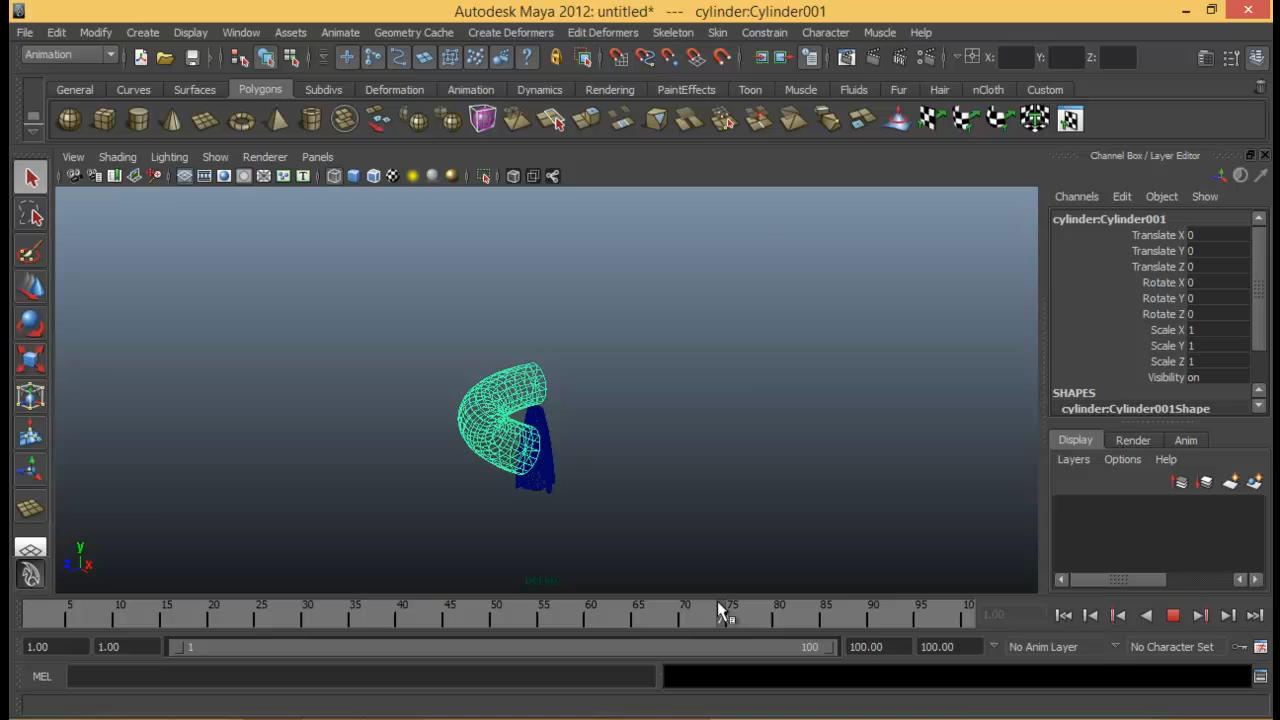 Autodesk Maya 2012: untitled* --- cylinder:Cylinder001
File Edit Modify Create Display Window Assets Animate Geometry Cache Create Deformers Edit Deformers Skeleton Skin Constrain Character Muscle Help
Animation X: Y: Z:
General Curves Surfaces Polygons Subdivs Deformation Animation Dynamics Rendering PaintEffects Toon Muscle Fluids Fur Hair nCloth Custom
Channel Box / Layer Editor
View Shading Lighting Show Renderer Panels
Channels Edit Object Show
cylinder:Cylinder001
Translate X 0
Translate Y 0
Translate Z 0
Rotate X 0
Rotate Y 0
Rotate Z 0
Scale X 1
Scale Y 1
Scale Z 1
Visibility on
SHAPES
cylinder:Cylinder001Shape
Display Render Anim
Layers Options Help
y
z x
persp
5 10 15 20 25 30 35 40 45 50 55 60 65 70 75 80 85 90 95 10 1.00
1.00 1.00 1 100 100.00 100.00 No Anim Layer No Character Set
MEL